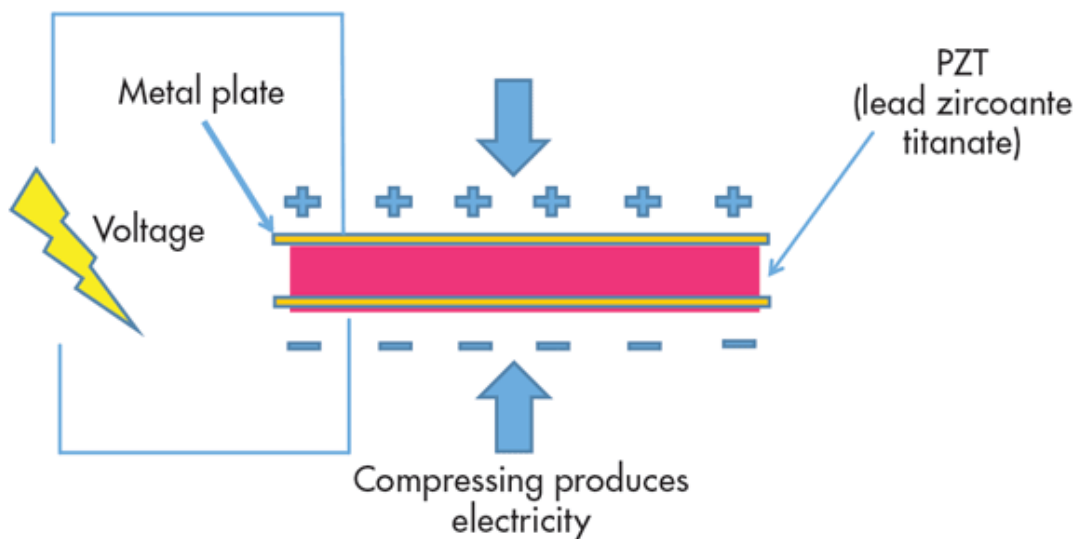 Metal plate
PZT
(lead zircoante
titanate)
Voltage
Compressing produces
electricity